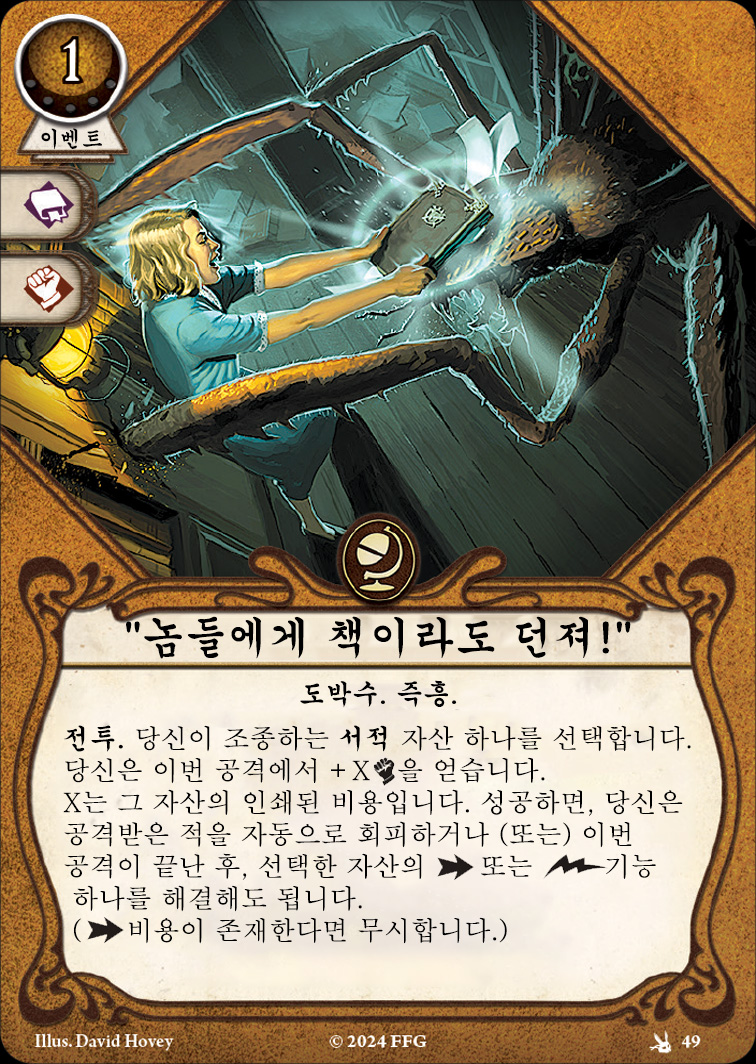 1
이벤트
"놈들에게 책이라도 던져!"
도박수. 즉흥.
전투. 당신이 조종하는 서적 자산 하나를 선택합니다.
당신은 이번 공격에서 +X을 얻습니다.
X는 그 자산의 인쇄된 비용입니다. 성공하면, 당신은
공격받은 적을 자동으로 회피하거나 (또는) 이번
공격이 끝난 후, 선택한 자산의 또는 기능
하나를 해결해도 됩니다.
(비용이 존재한다면 무시합니다.)
Illus. David Hovey © 2024 FFG 49